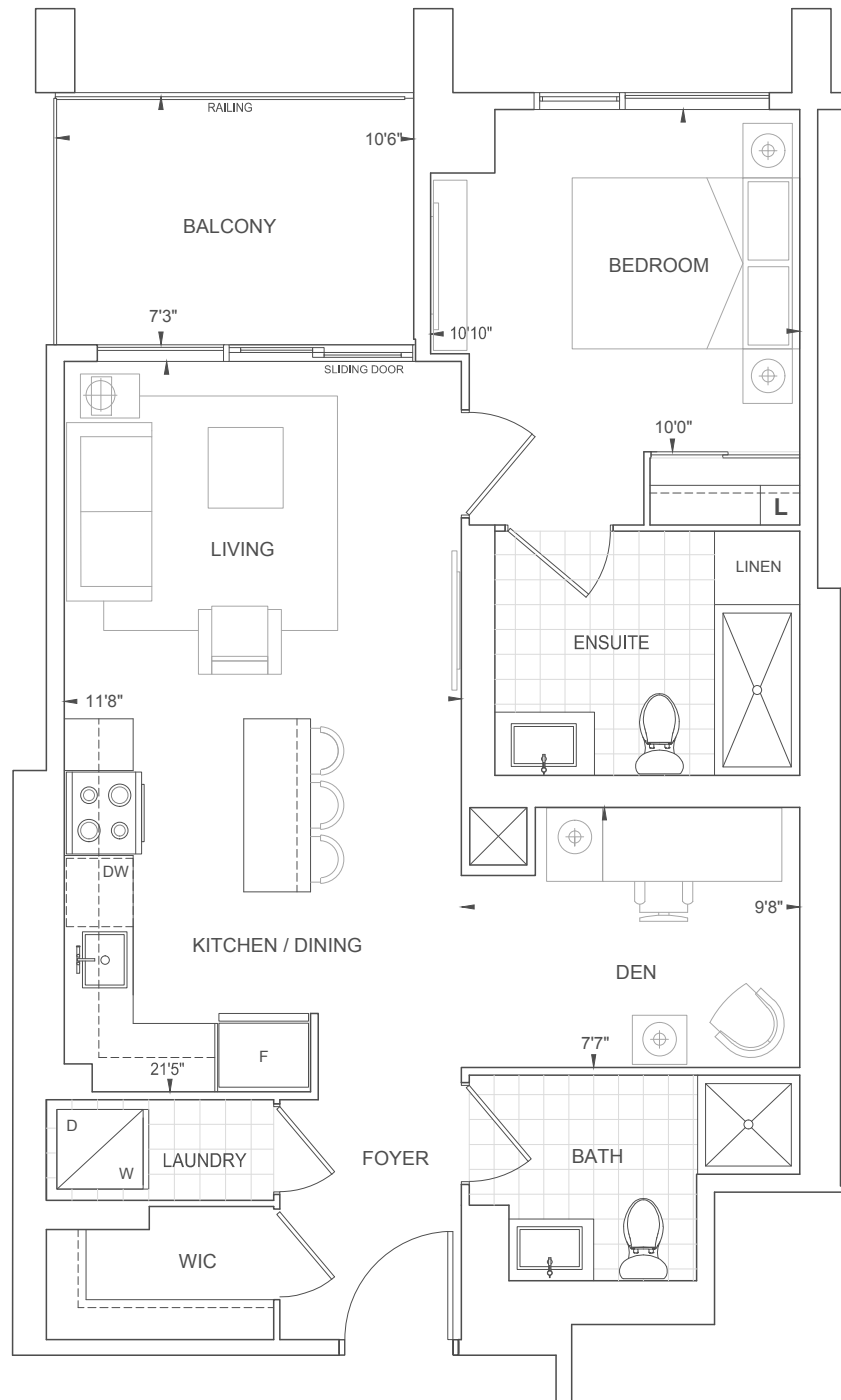 RAILING
10'6"
BALCONY
BEDROOM
7'3"
10'10"
SLIDING DOOR
10'0"
L
LIVING
LINEN
ENSUITE
11'8"
DW
9'8"
KITCHEN / DINING
DEN
7'7"
F
21'5"
D
W
LAUNDRY
FOYER
BATH
WIC